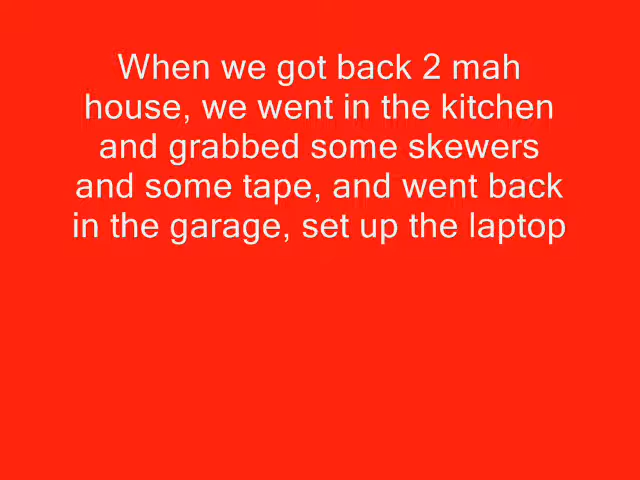 When we got back 2 mah
house, we went in the kitchen
and grabbed some skewers
and some tape, and went back
in the garage, set up the laptop